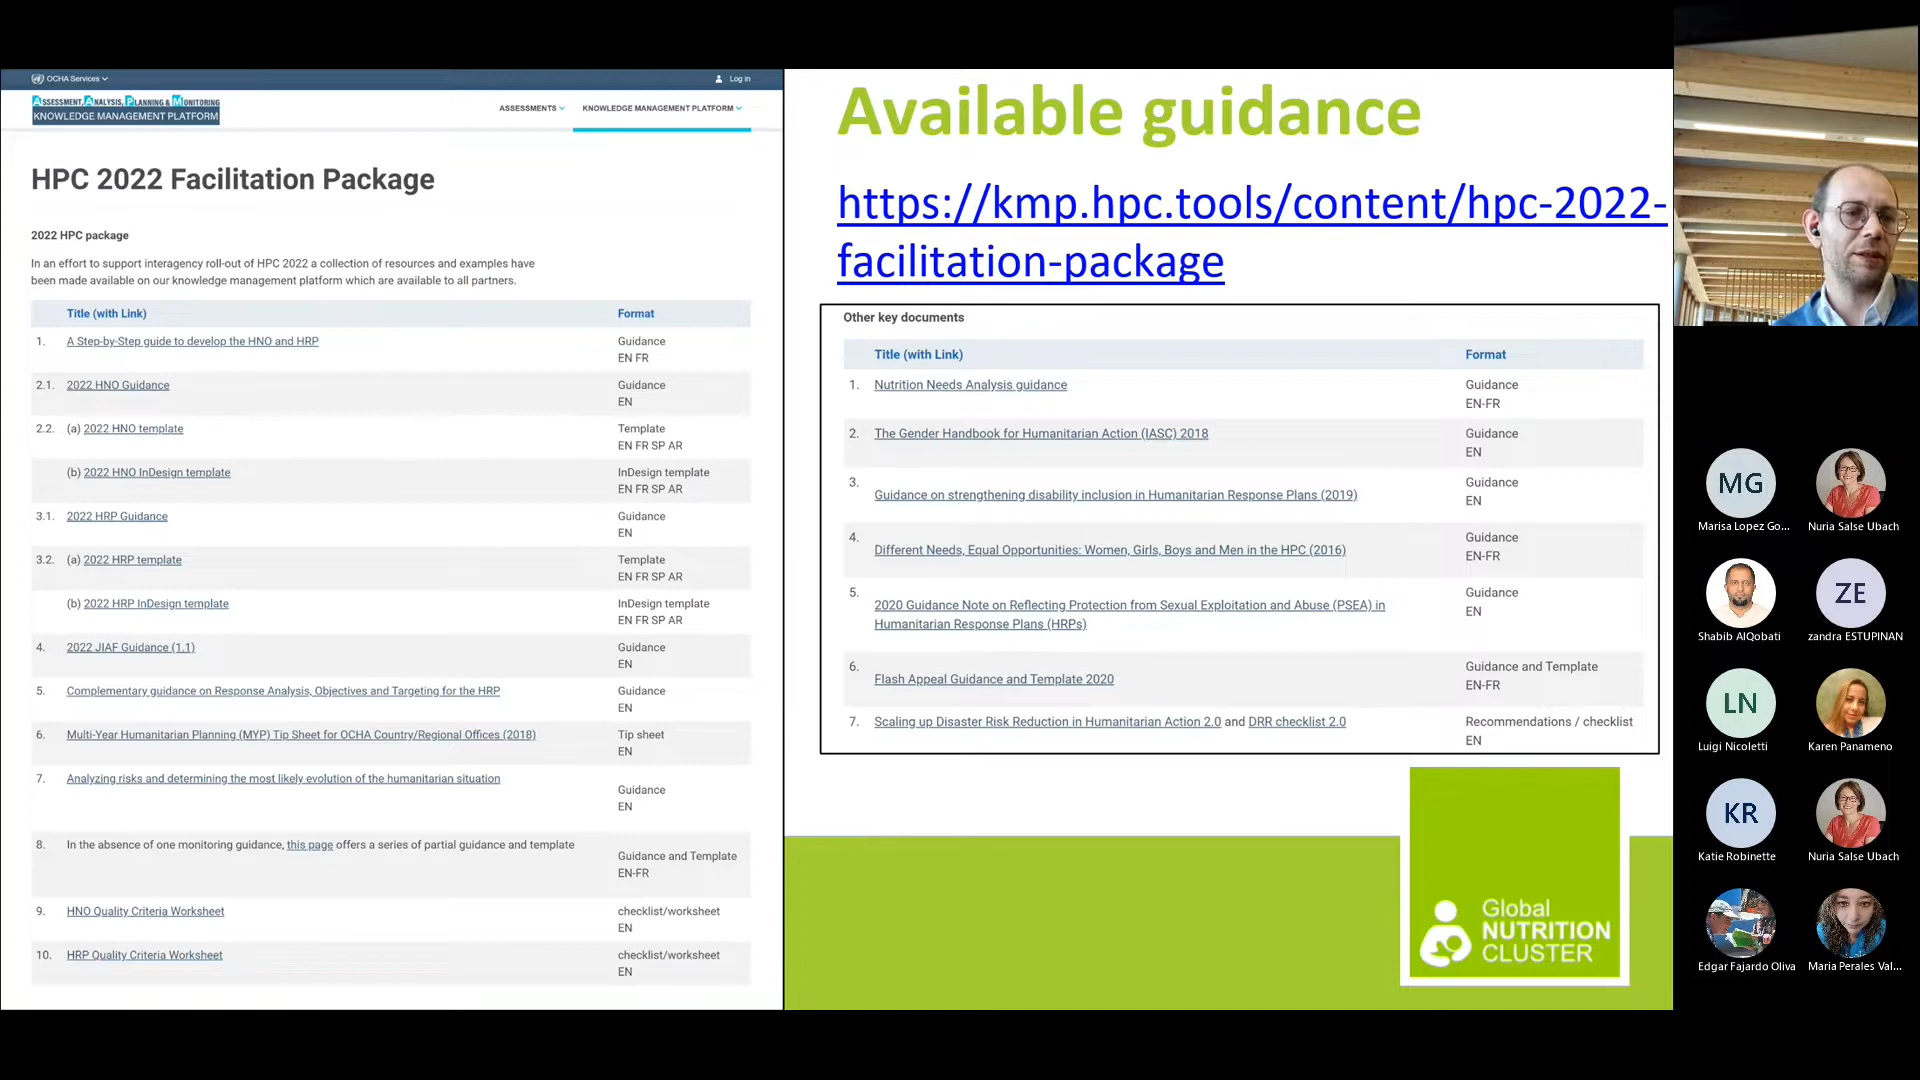 OCHA Services
Log in
ASSESSMENT, ANALYSIS, PLANNING & MONITORING
KNOWLEDGE MANAGEMENT PLATFORM
ASSESSMENTS
KNOWLEDGE MANAGEMENT PLATFORM
HPC 2022 Facilitation Package
2022 HPC package
In an effort to support interagency roll-out of HPC 2022 a collection of resources and examples have
been made available on our knowledge management platform which are available to all partners.
Title (with Link) Format
1. A Step-by-Step guide to develop the HNO and HRP Guidance
EN FR
2.1. 2022 HNO Guidance Guidance
EN
2.2. (a) 2022 HNO template Template
EN FR SP AR
(b) 2022 HNO InDesign template InDesign template
EN FR SP AR
3.1. 2022 HRP Guidance Guidance
EN
3.2. (a) 2022 HRP template Template
EN FR SP AR
(b) 2022 HRP InDesign template InDesign template
EN FR SP AR
4. 2022 JIAF Guidance (1.1) Guidance
EN
5. Complementary guidance on Response Analysis, Objectives and Targeting for the HRP Guidance
EN
6. Multi-Year Humanitarian Planning (MYP) Tip Sheet for OCHA Country/Regional Offices (2018) Tip sheet
EN
7. Analyzing risks and determining the most likely evolution of the humanitarian situation
Guidance
EN
8. In the absence of one monitoring guidance, this page offers a series of partial guidance and template
Guidance and Template
EN-FR
9. HNO Quality Criteria Worksheet checklist/worksheet
EN
10. HRP Quality Criteria Worksheet checklist/worksheet
EN
Available guidance
https://kmp.hpc.tools/content/hpc-2022-
facilitation-package
Other key documents
Title (with Link) Format
1. Nutrition Needs Analysis guidance Guidance
EN-FR
2. The Gender Handbook for Humanitarian Action (IASC) 2018 Guidance
EN
3. Guidance
Guidance on strengthening disability inclusion in Humanitarian Response Plans (2019) EN
4. Guidance
Different Needs, Equal Opportunities: Women, Girls, Boys and Men in the HPC (2016) EN-FR
5. Guidance
2020 Guidance Note on Reflecting Protection from Sexual Exploitation and Abuse (PSEA) in EN
Humanitarian Response Plans (HRPs)
6. Guidance and Template
Flash Appeal Guidance and Template 2020 EN-FR
7. Scaling up Disaster Risk Reduction in Humanitarian Action 2.0 and DRR checklist 2.0 Recommendations / checklist
EN
Global
NUTRITION
CLUSTER
MG
Marisa Lopez Go... Nuria Salse Ubach
ZE
Shabib AlQobati zandra ESTUPINAN
LN
Luigi Nicoletti Karen Panameno
KR
Katie Robinette Nuria Salse Ubach
Edgar Fajardo Oliva Maria Perales Val...